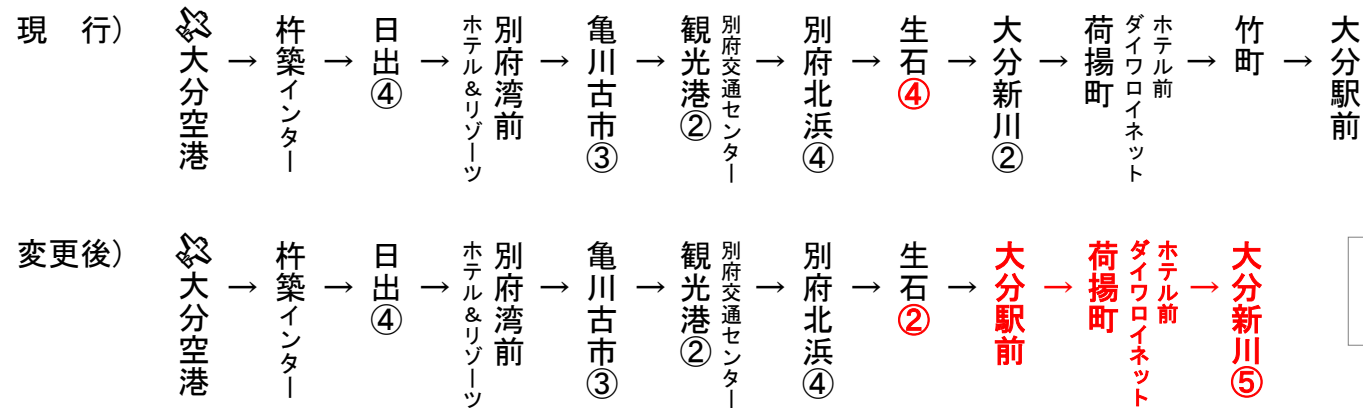 現　行）　大分空港 → 杵築インター → 日出④ → 別府湾前 ホテル&リゾーツ → 亀川古市③ → 別府交通センター 観光港② → 別府北浜④ → 生石④ → 大分新川② → ホテル前 ダイワロイネット 荷揚町 → 竹町 → 大分駅前
変更後）　大分空港 → 杵築インター → 日出④ → 別府湾前 ホテル&リゾーツ → 亀川古市③ → 別府交通センター 観光港② → 別府北浜④ → 生石② → 大分駅前 → ホテル前 ダイワロイネット 荷揚町 → 大分新川⑤